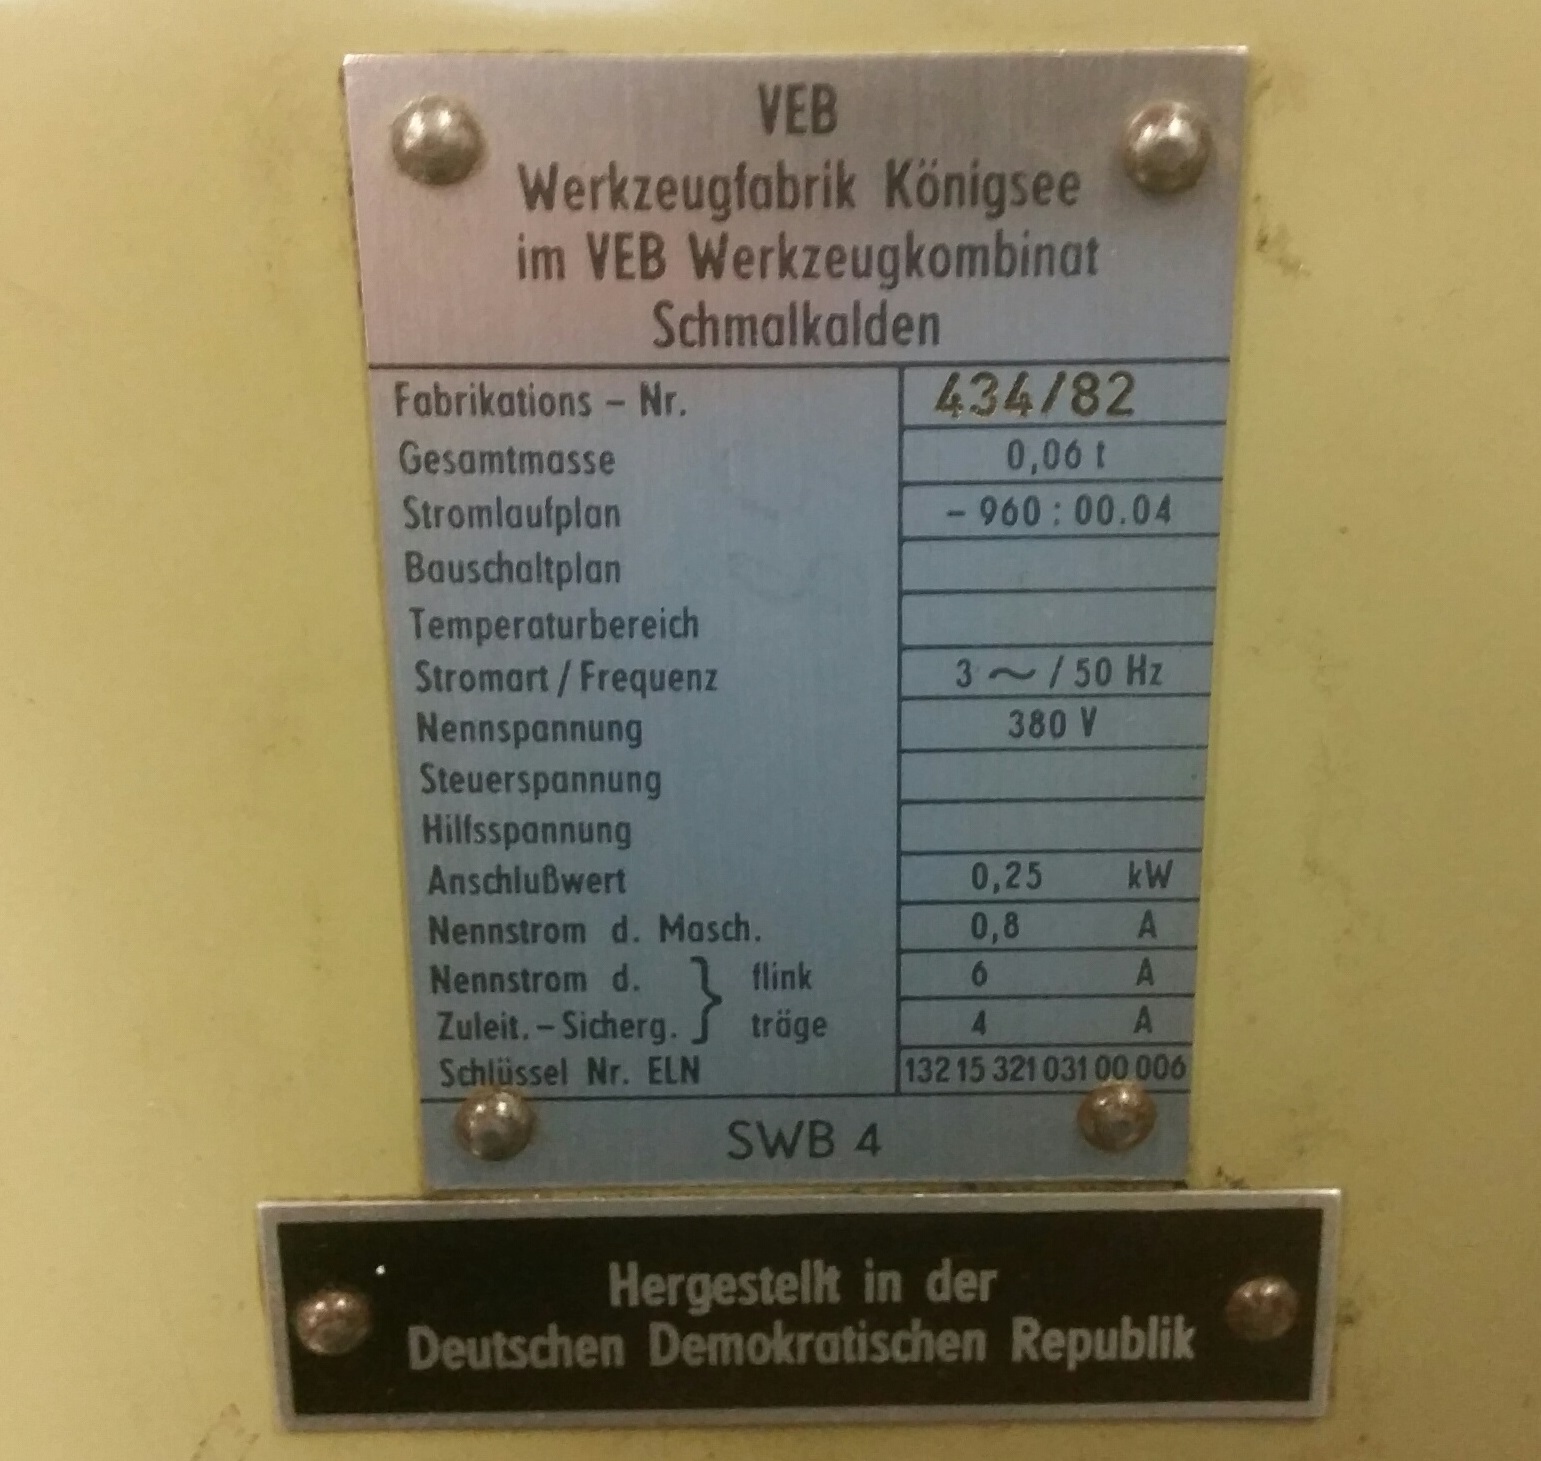 VEB
Werkzeugfabrik Königsee
im VEB Werkzeugkombinat
Schmalkalden
Fabrikations – Nr. 434/82
Gesamtmasse 0,06 t
Stromlaufplan – 960 : 00.04
Bauschaltplan
Temperaturbereich
Stromart / Frequenz 3 ~ / 50 Hz
Nennspannung 380 V
Steuerspannung
Hilfsspannung
Anschlußwert 0,25 kW
Nennstrom d. Masch. 0,8 A
Nennstrom d. } flink 6 A
Zuleit. – Sicherg. } träge 4 A
Schlüssel Nr. ELN 132 15 321 031 00 006
SWB 4
Hergestellt in der
Deutschen Demokratischen Republik